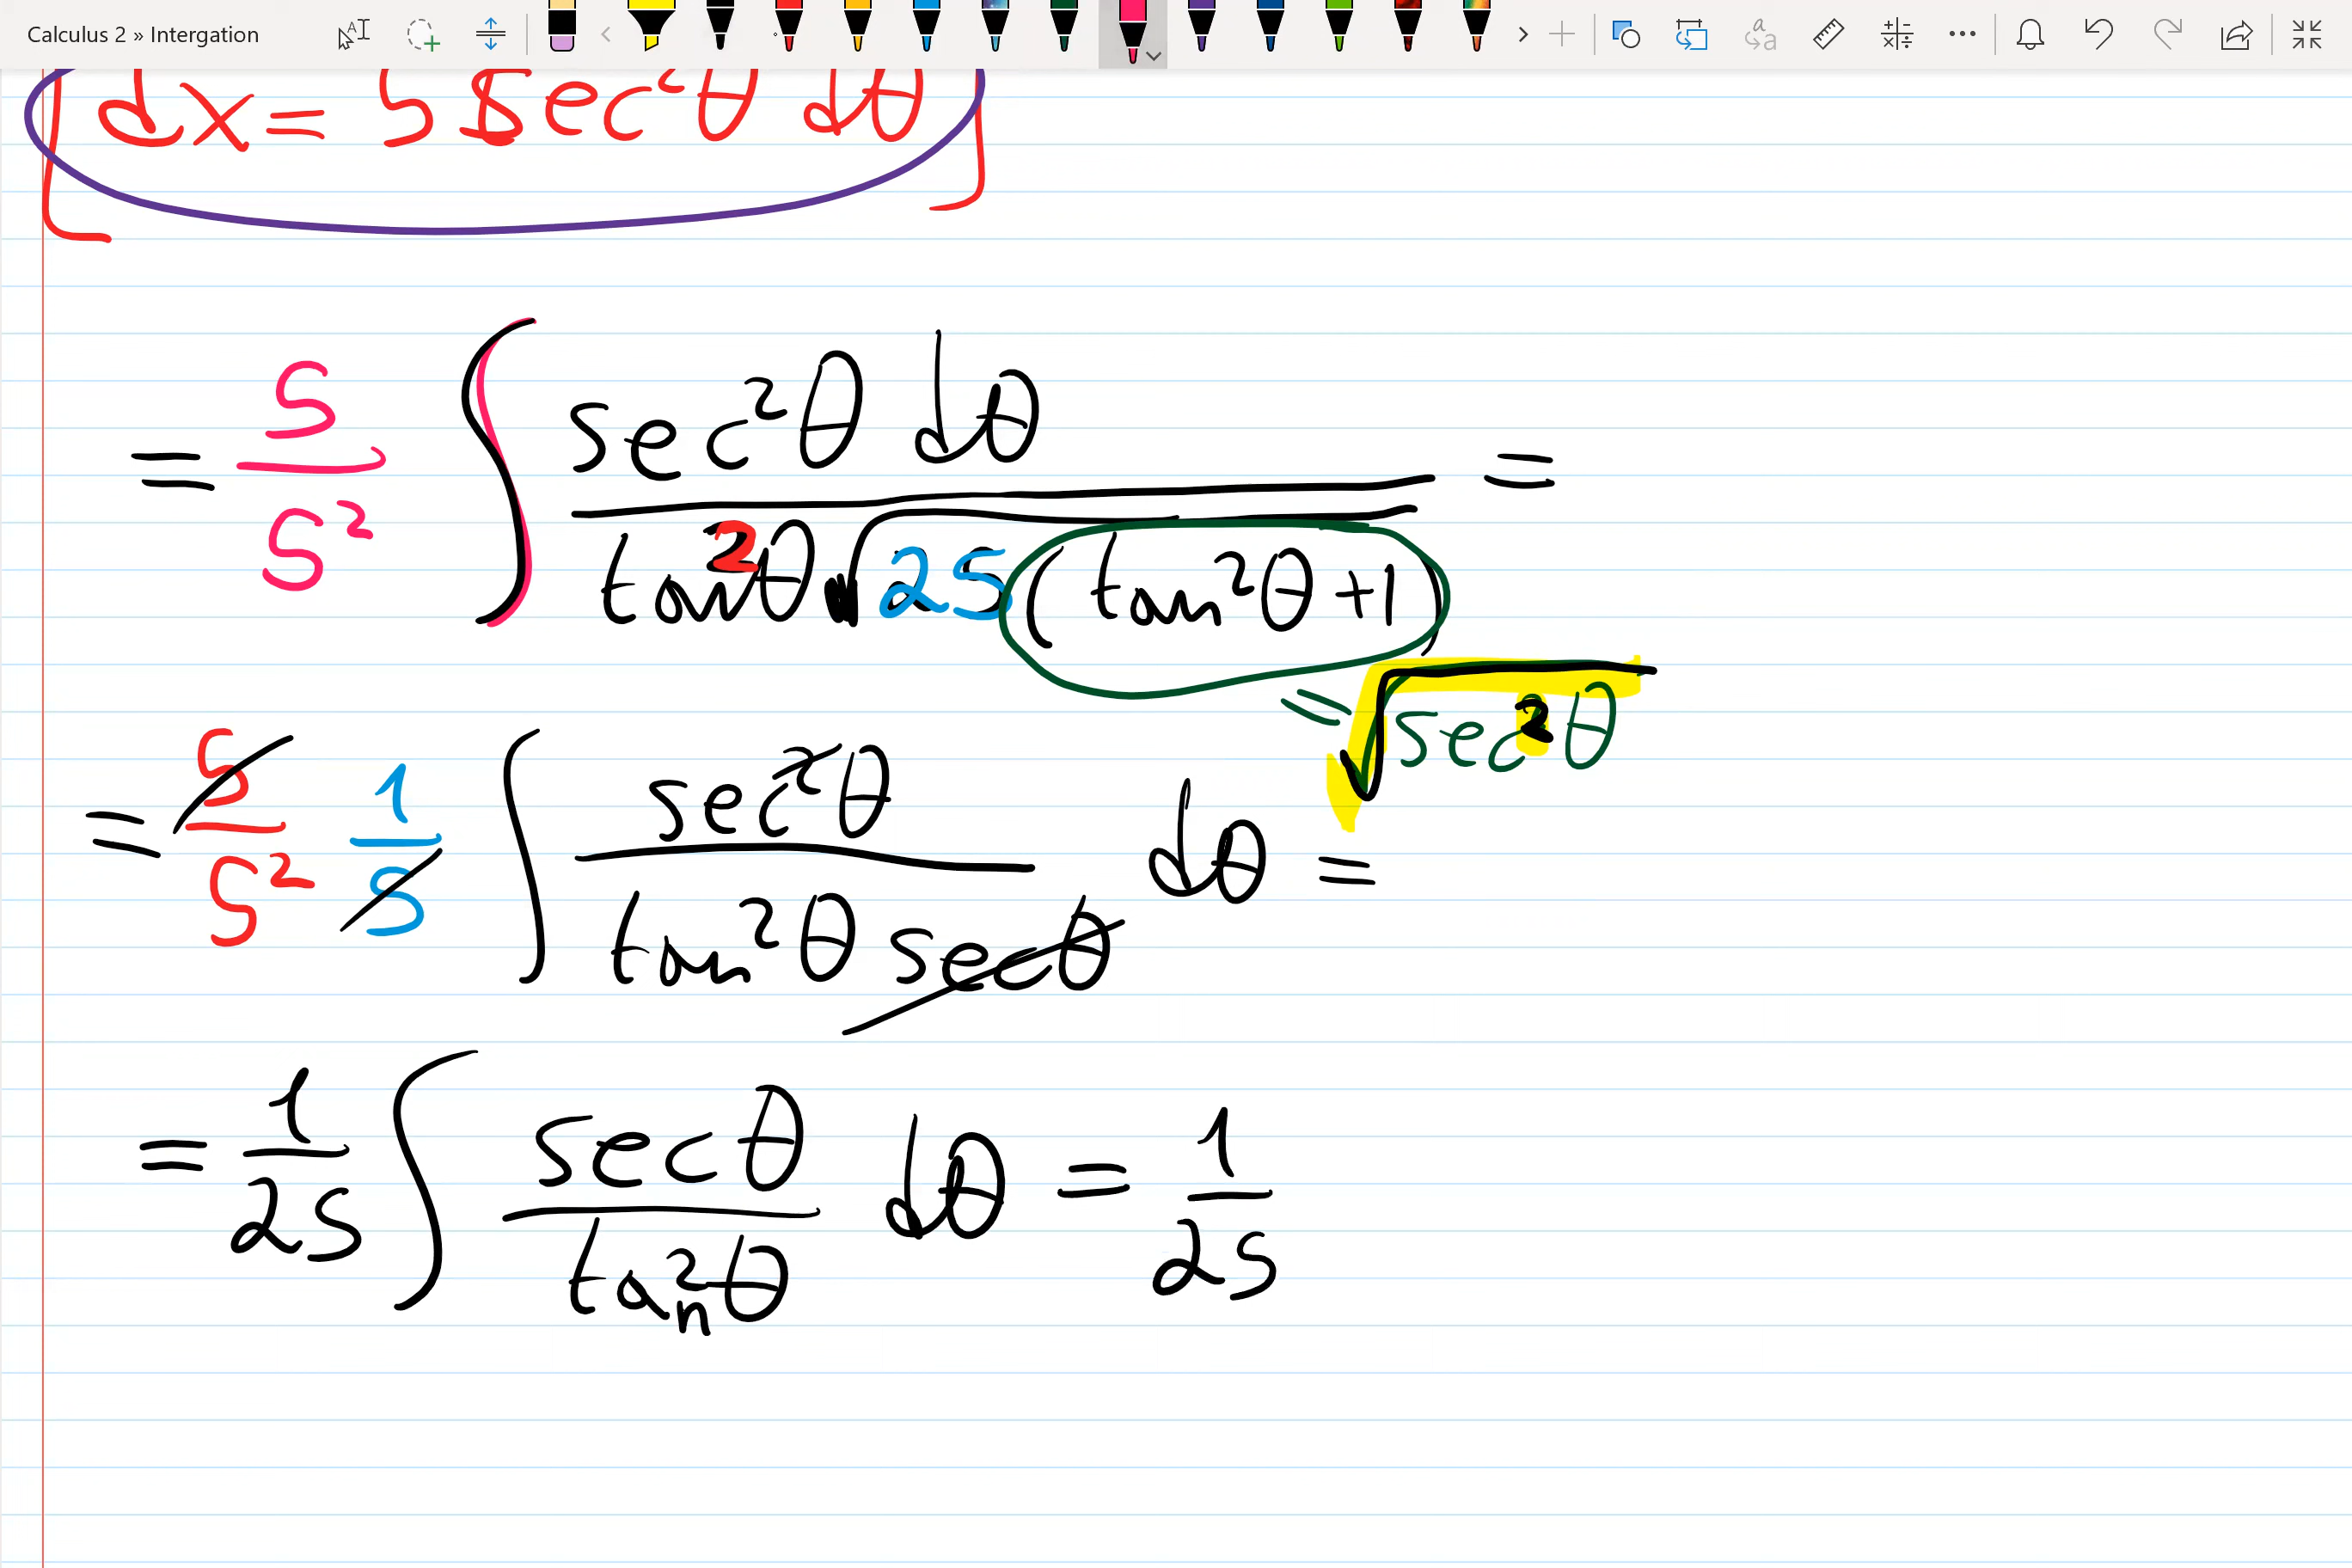 Calculus 2 » Intergation
dx = 5 sec²θ dθ
= 5/5² ∫ sec²θ dθ / tan²θ √25(tan²θ+1) =
= √sec²θ
= 5/5² 1/5 ∫ sec²θ / tan²θ secθ dθ =
= 1/25 ∫ secθ / tan²θ dθ = 1/25